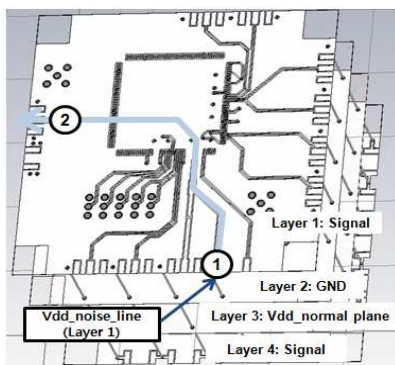 2
Layer 1: Signal
1
Layer 2: GND
Vdd_noise_line
(Layer 1)
Layer 3: Vdd_normal plane
Layer 4: Signal